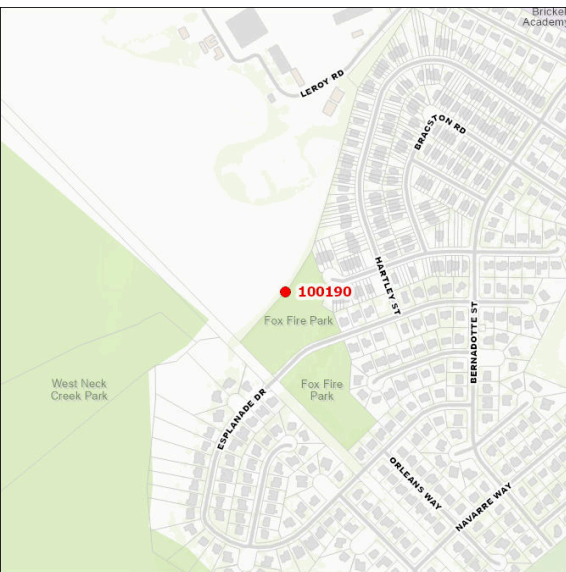 Brickel
Academy
LEROY RD
BRACSTON RD
HARTLEY ST
100190
Fox Fire Park
BERNADOTTE ST
West Neck
Creek Park
Fox Fire
Park
ESPLANADE DR
ORLEANS WAY
NAVARRE WAY